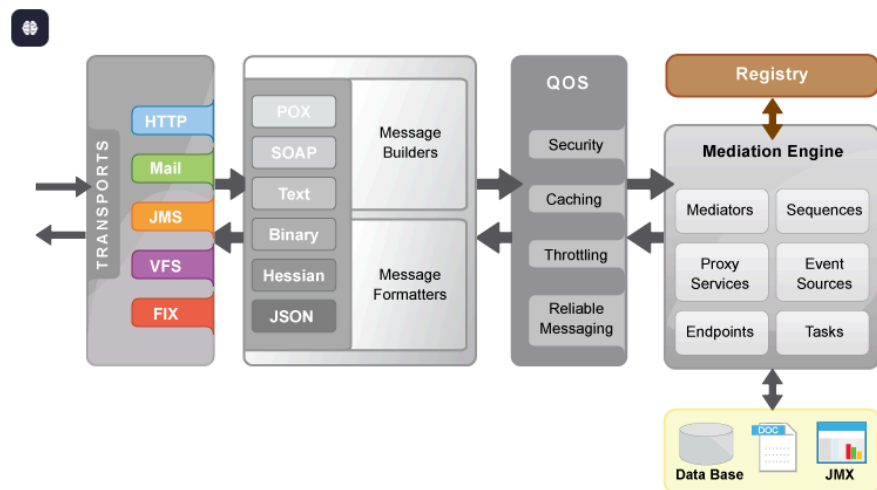 TRANSPORTS
HTTP
Mail
JMS
VFS
FIX
POX
SOAP
Text
Binary
Hessian
JSON
Message
Builders
Message
Formatters
QOS
Security
Caching
Throttling
Reliable
Messaging
Registry
Mediation Engine
Mediators
Sequences
Proxy
Services
Event
Sources
Endpoints
Tasks
Data Base
DOC
JMX